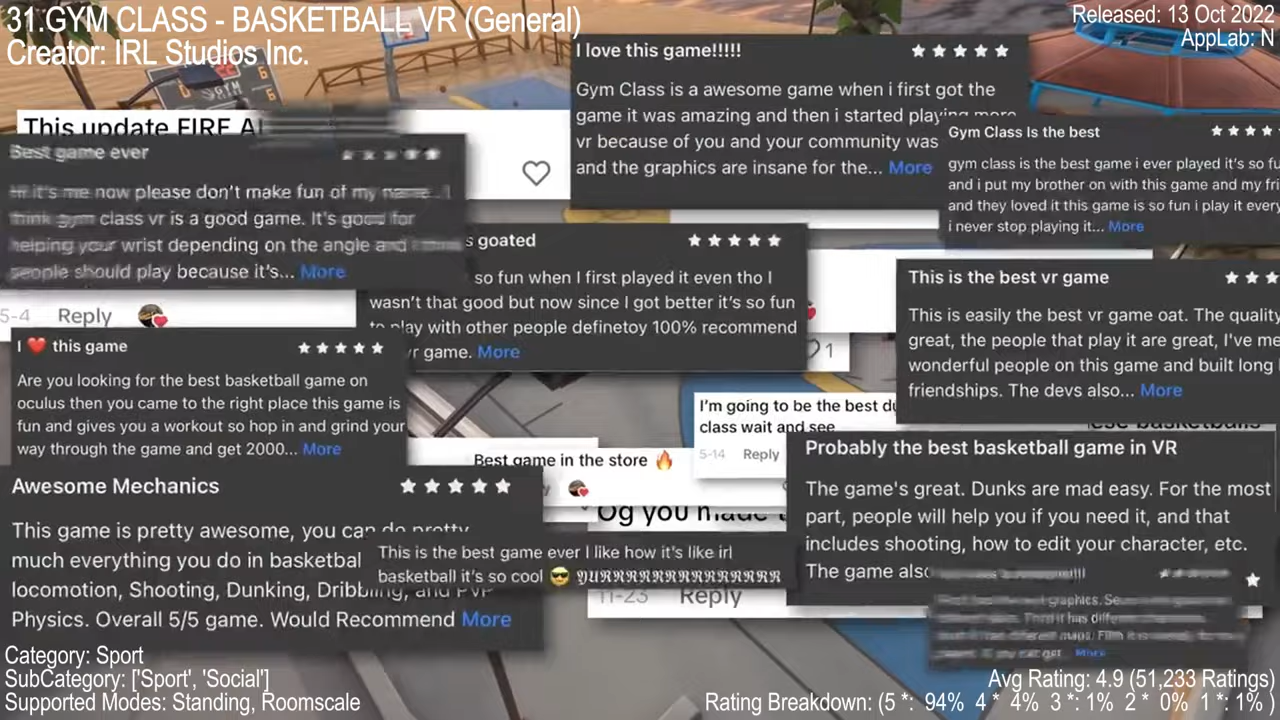 31.GYM CLASS - BASKETBALL VR (General)
Creator: IRL Studios Inc.
Released: 13 Oct 2022
AppLab: N
I love this game!!!!!
Gym Class is a awesome game when i first got the
game it was amazing and then i started playing more
vr because of you and your community was
and the graphics are insane for the... More
This update FIRE
Best game ever
Hi it's me now please don't make fun of my name . I
think gym class vr is a good game. It's good for
helping your wrist depending on the angle and I think
people should play because it's... More
Gym Class Is the best
gym class is the best game i ever played it's so fu
and i put my brother on with this game and my fri
and they loved it this game is so fun i play it every
i never stop playing it... More
s goated
so fun when I first played it even tho I
wasn't that good but now since I got better it's so fun
to play with other people definetoy 100% recommend
vr game. More
This is the best vr game
This is easily the best vr game oat. The quality
great, the people that play it are great, I've me
wonderful people on this game and built long
friendships. The devs also... More
5-4 Reply
1
I ❤️ this game
Are you looking for the best basketball game on
oculus then you came to the right place this game is
fun and gives you a workout so hop in and grind your
way through the game and get 2000... More
I'm going to be the best du
class wait and see
5-14 Reply
Best game in the store 🔥
Probably the best basketball game in VR
The game's great. Dunks are mad easy. For the most
part, people will help you if you need it, and that
includes shooting, how to edit your character, etc.
The game also
Awesome Mechanics
This game is pretty awesome, you can do pretty
much everything you do in basketbal
locomotion, Shooting, Dunking, Dribbling, and PVP
Physics. Overall 5/5 game. Would Recommend More
Og you made
This is the best game ever I like how it's like irl
basketball it's so cool 😎 𝖄𝖀𝕽𝕽𝕽𝕽𝕽𝕽𝕽𝕽𝕽𝕽𝕽𝕽𝕽𝕽
11-23 Reply
More
Category: Sport
SubCategory: ['Sport', 'Social']
Supported Modes: Standing, Roomscale
Avg Rating: 4.9 (51,233 Ratings)
Rating Breakdown: (5 *: 94% 4 * 4% 3 *: 1% 2 * 0% 1 *: 1% )